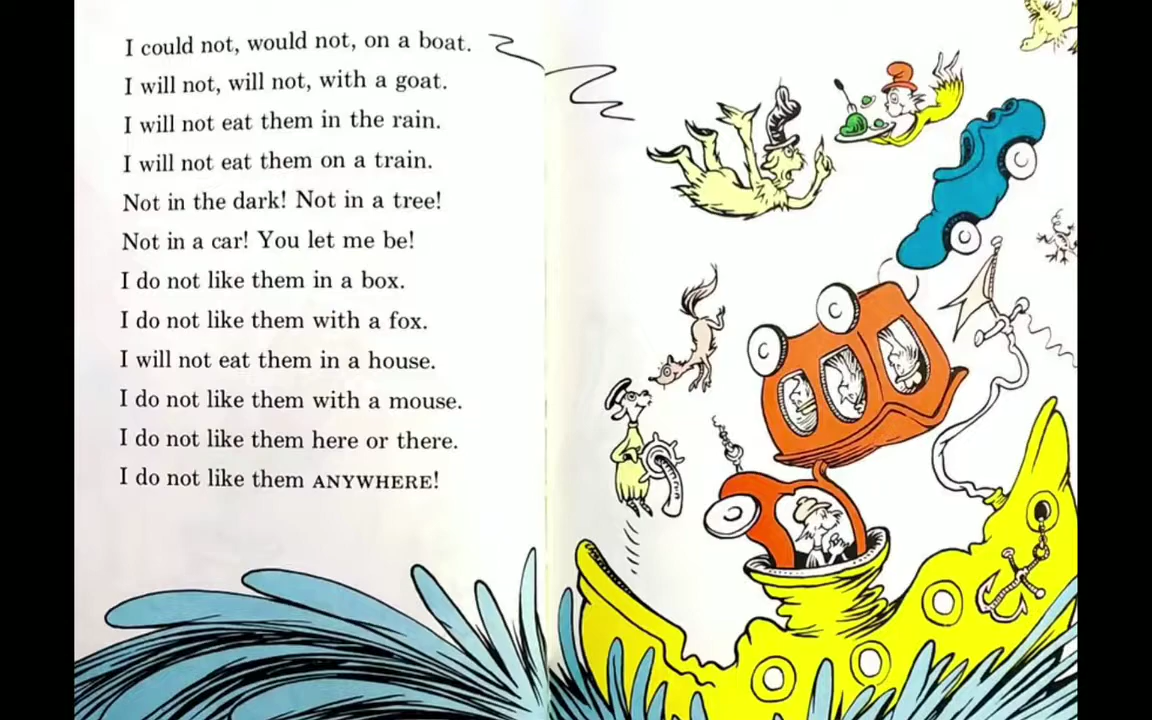 I could not, would not, on a boat.
I will not, will not, with a goat.
I will not eat them in the rain.
I will not eat them on a train.
Not in the dark! Not in a tree!
Not in a car! You let me be!
I do not like them in a box.
I do not like them with a fox.
I will not eat them in a house.
I do not like them with a mouse.
I do not like them here or there.
I do not like them ANYWHERE!